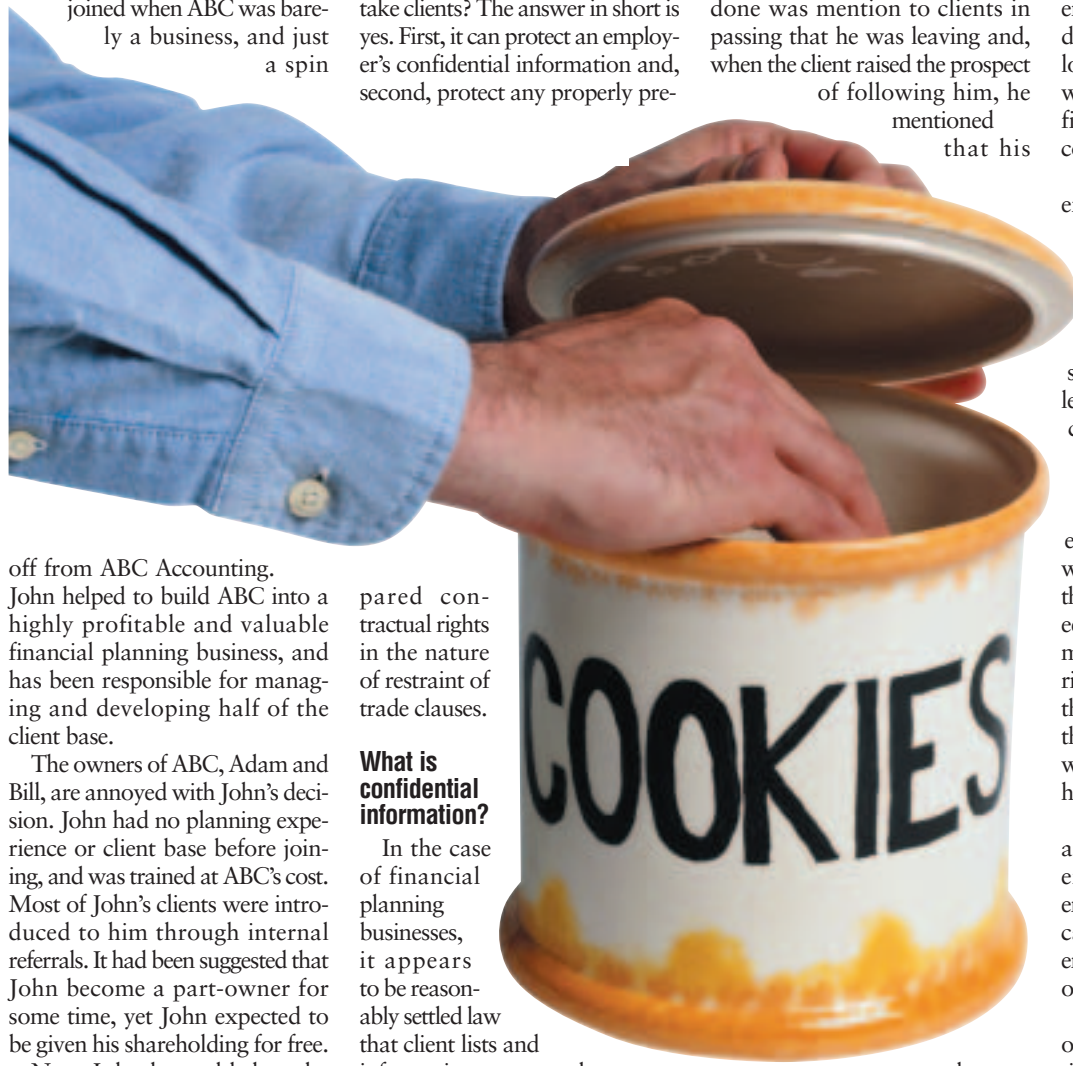 joined when ABC was bare-
ly a business, and just
a spin
off from ABC Accounting.
John helped to build ABC into a
highly profitable and valuable
financial planning business, and
has been responsible for manag-
ing and developing half of the
client base.
The owners of ABC, Adam and
Bill, are annoyed with John's deci-
sion. John had no planning expe-
rience or client base before join-
ing, and was trained at ABC's cost.
Most of John's clients were intro-
duced to him through internal
referrals. It had been suggested that
John become a part-owner for
some time, yet John expected to
be given his shareholding for free.
take clients? The answer in short is
yes. First, it can protect an employ-
er's confidential information and,
second, protect any properly pre-
pared con-
tractual rights
in the nature
of restraint of
trade clauses.
What is
confidential
information?
In the case
of financial
planning
businesses,
it appears
to be reason-
ably settled law
that client lists and
done was mention to clients in
passing that he was leaving and,
when the client raised the prospect
of following him, he
mentioned
that his
COOKIES